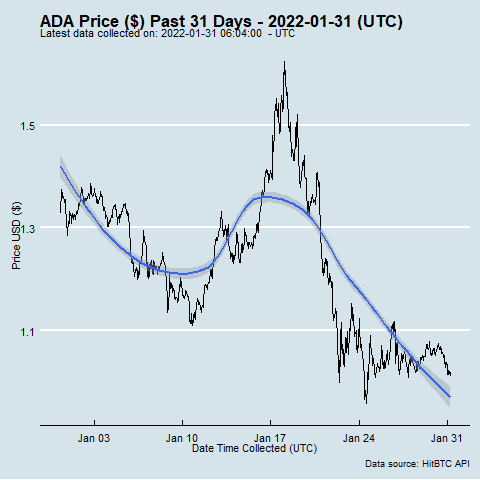 ADA Price ($) Past 31 Days - 2022-01-31 (UTC)
Latest data collected on: 2022-01-31 06:04:00 - UTC
Price USD ($)
1.5
1.3
1.1
Jan 03 Jan 10 Jan 17 Jan 24 Jan 31
Date Time Collected (UTC)
Data source: HitBTC API